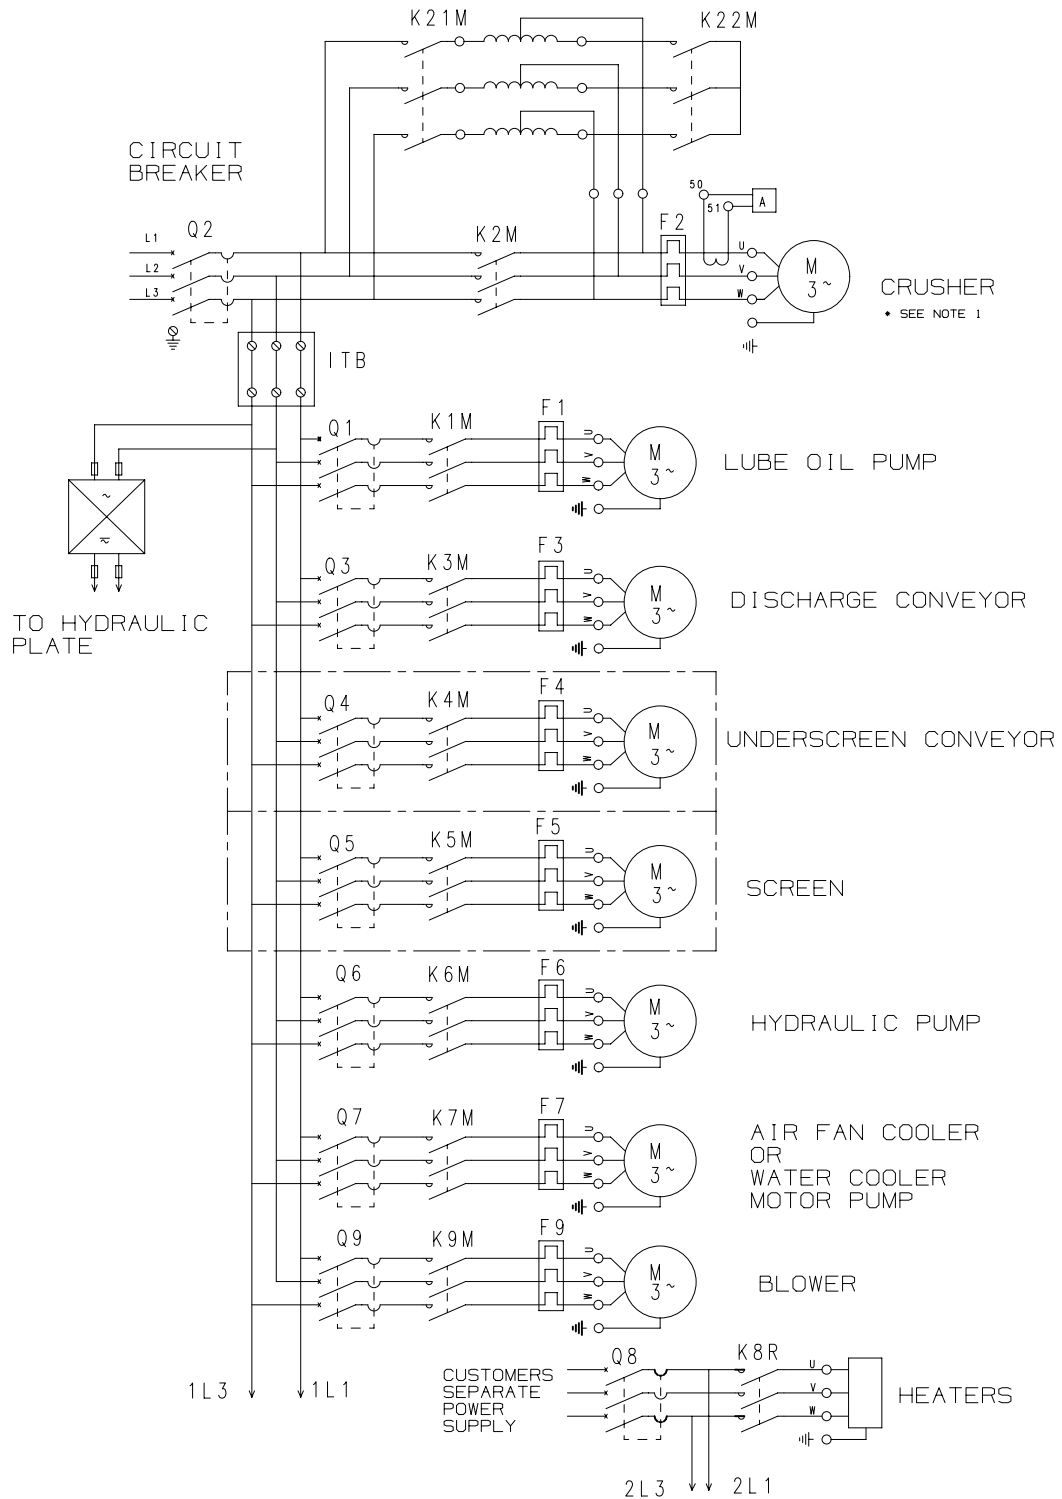 K21M
K22M
CIRCUIT
BREAKER
50
51
A
L1
L2
L3
Q2
K2M
F2
U
V
W
M
3~
CRUSHER
* SEE NOTE 1
1TB
Q1
K1M
F1
U
V
W
M
3~
LUBE OIL PUMP
~
TO HYDRAULIC
PLATE
Q3
K3M
F3
U
V
W
M
3~
DISCHARGE CONVEYOR
Q4
K4M
F4
U
V
W
M
3~
UNDERSCREEN CONVEYOR
Q5
K5M
F5
U
V
W
M
3~
SCREEN
Q6
K6M
F6
U
V
W
M
3~
HYDRAULIC PUMP
Q7
K7M
F7
U
V
W
M
3~
AIR FAN COOLER
OR
WATER COOLER
MOTOR PUMP
Q9
K9M
F9
U
V
W
M
3~
BLOWER
1L3
1L1
CUSTOMERS
SEPARATE
POWER
SUPPLY
Q8
K8R
U
V
W
HEATERS
2L3
2L1